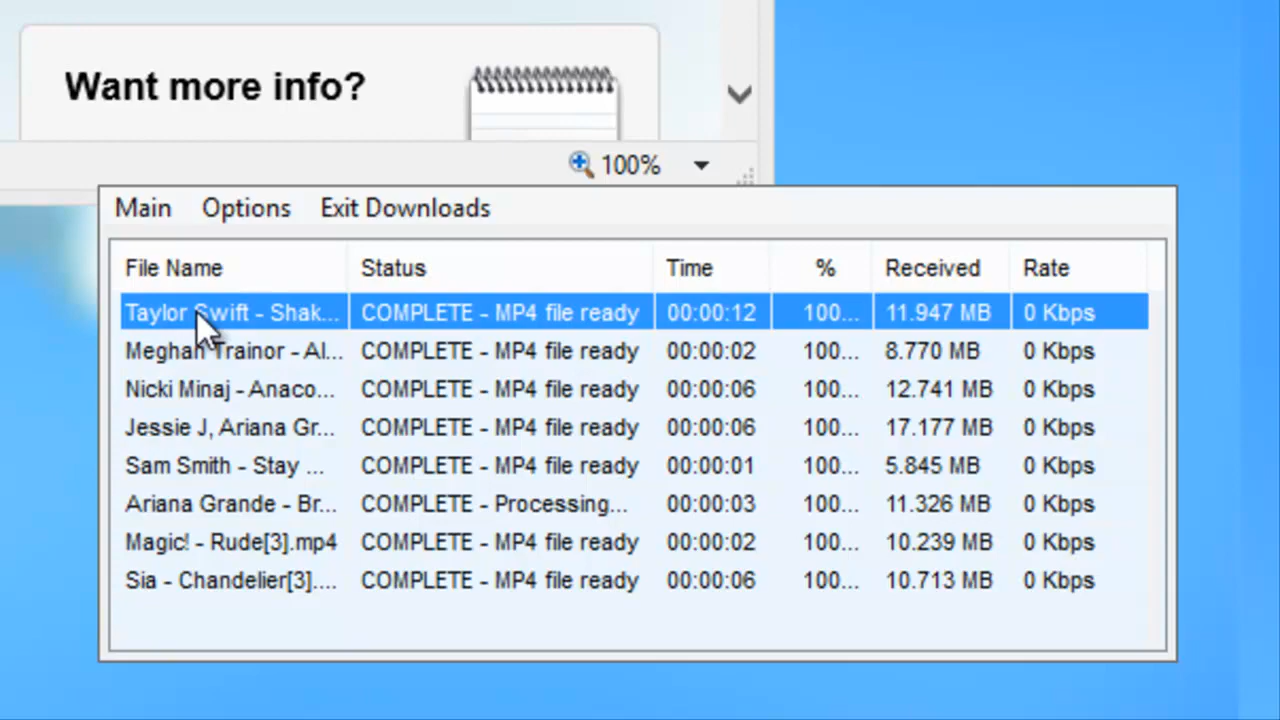 Want more info?
100%
Main Options Exit Downloads
File Name Status Time % Received Rate
Taylor Swift - Shak... COMPLETE - MP4 file ready 00:00:12 100... 11.947 MB 0 Kbps
Meghan Trainor - Al... COMPLETE - MP4 file ready 00:00:02 100... 8.770 MB 0 Kbps
Nicki Minaj - Anaco... COMPLETE - MP4 file ready 00:00:06 100... 12.741 MB 0 Kbps
Jessie J, Ariana Gr... COMPLETE - MP4 file ready 00:00:06 100... 17.177 MB 0 Kbps
Sam Smith - Stay ... COMPLETE - MP4 file ready 00:00:01 100... 5.845 MB 0 Kbps
Ariana Grande - Br... COMPLETE - Processing... 00:00:03 100... 11.326 MB 0 Kbps
Magic! - Rude[3].mp4 COMPLETE - MP4 file ready 00:00:02 100... 10.239 MB 0 Kbps
Sia - Chandelier[3].... COMPLETE - MP4 file ready 00:00:06 100... 10.713 MB 0 Kbps